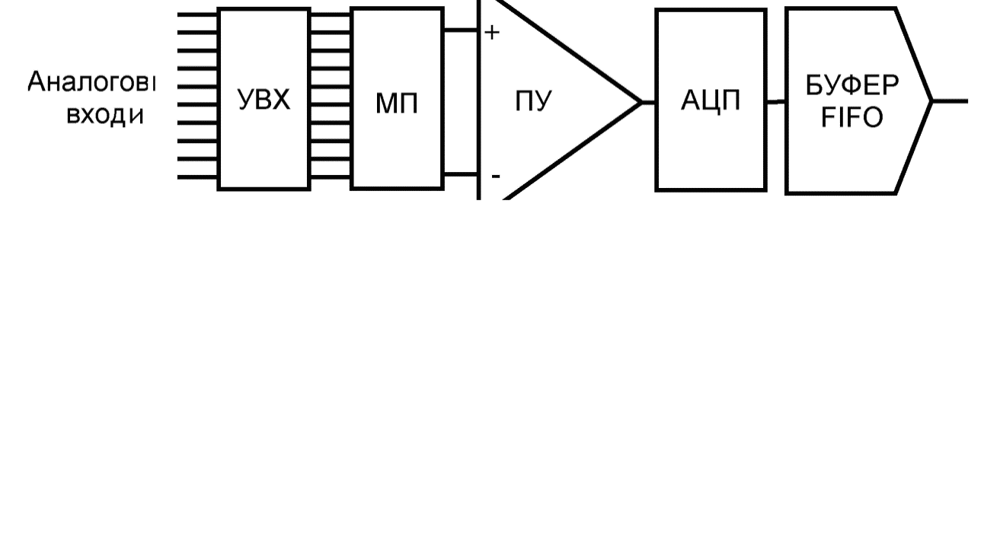 Аналогові
входи
УВХ
МП
+
-
ПУ
АЦП
БУФЕР
FIFO